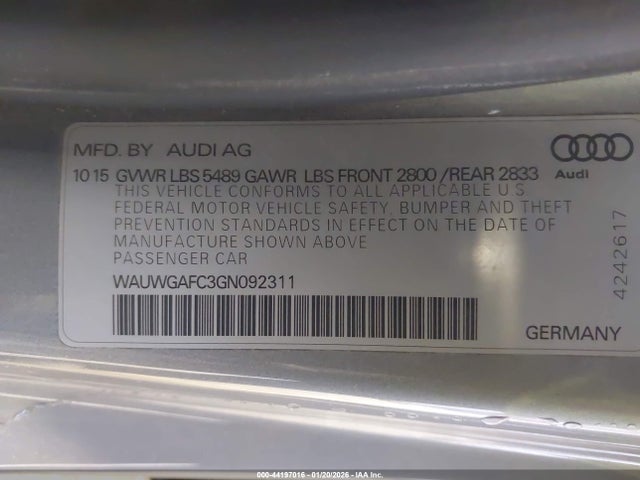 MFD. BY AUDI AG
Audi
10 15 GVWR LBS 5489 GAWR LBS FRONT 2800 /REAR 2833
THIS VEHICLE CONFORMS TO ALL APPLICABLE U S
FEDERAL MOTOR VEHICLE SAFETY, BUMPER AND THEFT
PREVENTION STANDARDS IN EFFECT ON THE DATE OF
MANUFACTURE SHOWN ABOVE
PASSENGER CAR
WAUWGAFC3GN092311
GERMANY
4242617
000-44197016 - 01/20/2026 - IAA Inc.